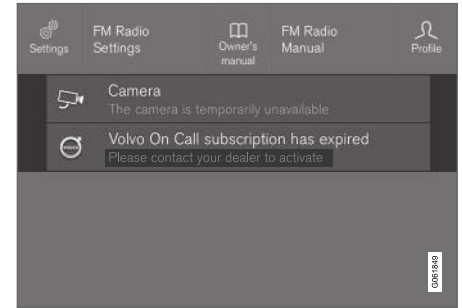 Settings
FM Radio
Settings
Owner's
manual
FM Radio
Manual
Profile
Camera
The camera is temporarily unavailable
Volvo On Call subscription has expired
Please contact your dealer to activate
G061849